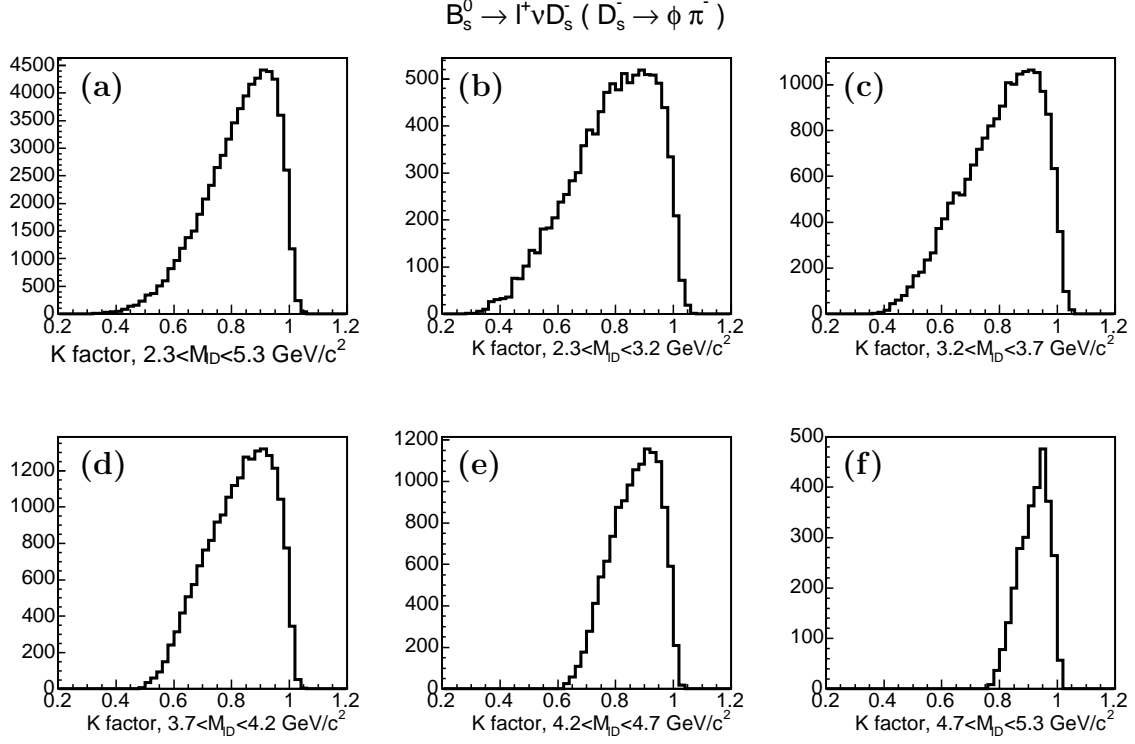 B_s^0 → l^+ ν D_s^- ( D_s^- → φ π^- )
(a)
4500
4000
3500
3000
2500
2000
1500
1000
500
0
0.2 0.4 0.6 0.8 1 1.2
K factor, 2.3<M_lD<5.3 GeV/c^2
(b)
500
400
300
200
100
0
0.2 0.4 0.6 0.8 1 1.2
K factor, 2.3<M_lD<3.2 GeV/c^2
(c)
1000
800
600
400
200
0
0.2 0.4 0.6 0.8 1 1.2
K factor, 3.2<M_lD<3.7 GeV/c^2
(d)
1200
1000
800
600
400
200
0
0.2 0.4 0.6 0.8 1 1.2
K factor, 3.7<M_lD<4.2 GeV/c^2
(e)
1200
1000
800
600
400
200
0
0.2 0.4 0.6 0.8 1 1.2
K factor, 4.2<M_lD<4.7 GeV/c^2
(f)
500
400
300
200
100
0
0.2 0.4 0.6 0.8 1 1.2
K factor, 4.7<M_lD<5.3 GeV/c^2